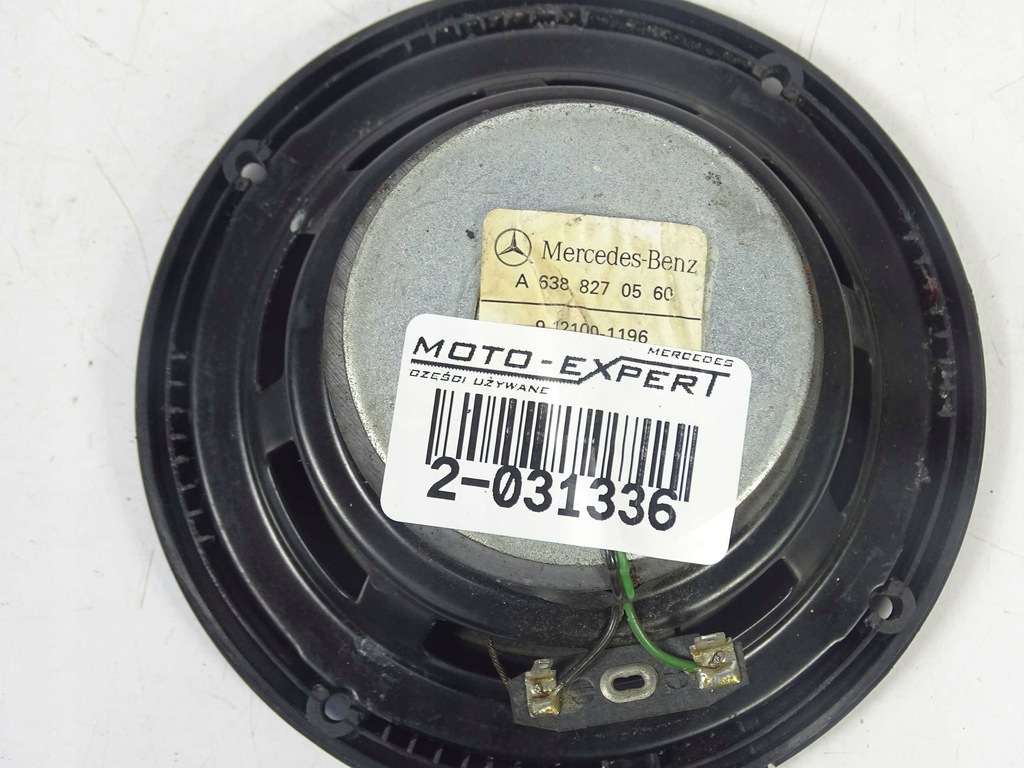 Mercedes-Benz
A 638 827 05 60
9 12100-1196
MERCEDES
MOTO-EXPERT
CZĘŚCI UŻYWANE
2-031336